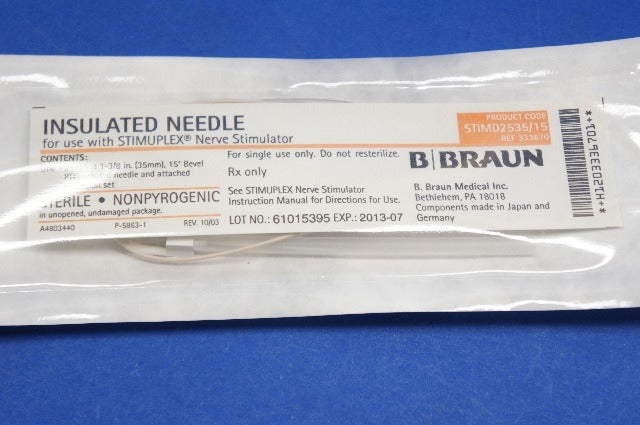 INSULATED NEEDLE
for use with STIMUPLEX® Nerve Stimulator
PRODUCT CODE
STIMD2535/15
REF 333670
CONTENTS:
-3/8 in. (35mm), 15° Bevel
needle and attached
set
STERILE • NONPYROGENIC
in unopened, undamaged package.
A4803440 P-5863-1 REV. 10/03
For single use only. Do not resterilize.
Rx only
See STIMUPLEX Nerve Stimulator
Instruction Manual for Directions for Use.
LOT NO.: 61015395 EXP.: 2013-07
B|BRAUN
B. Braun Medical Inc.
Bethlehem, PA 18018
Components made in Japan and
Germany
*+H1203336701+*